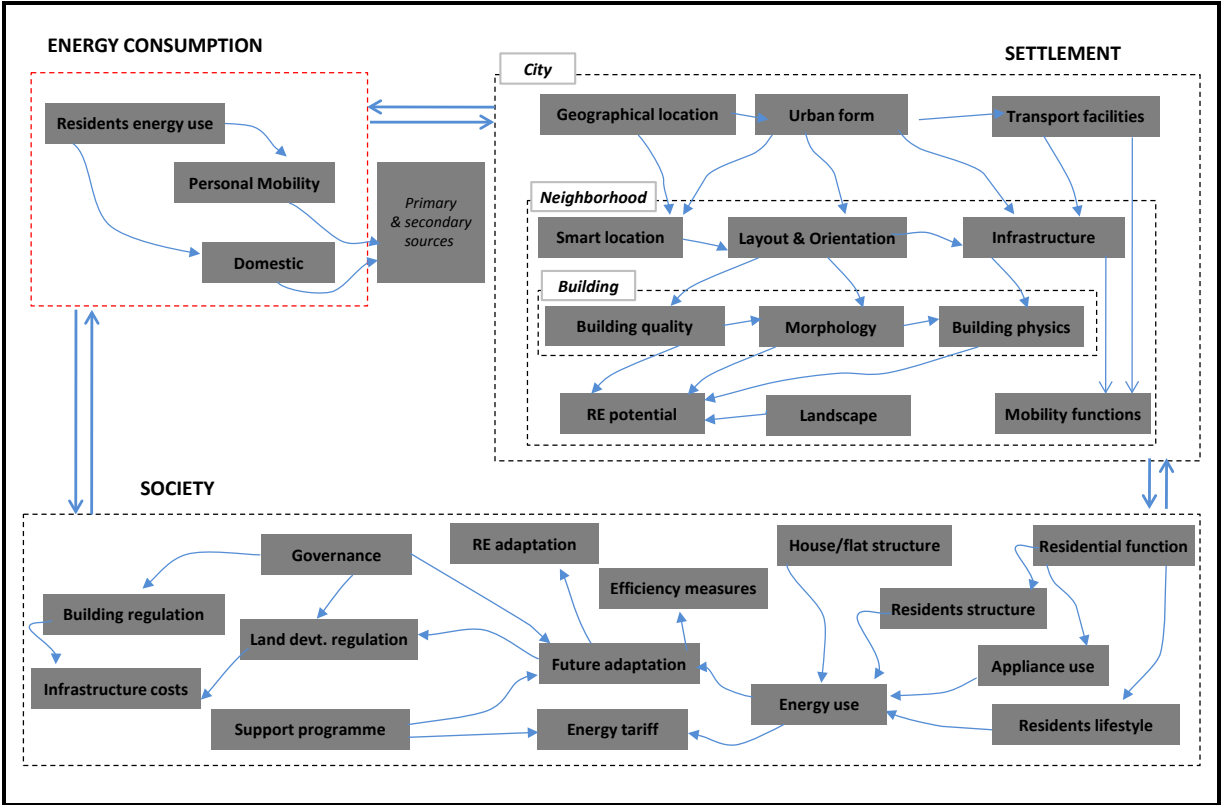 ENERGY CONSUMPTION
Residents energy use
Personal Mobility
Domestic
Primary
& secondary
sources
SETTLEMENT
City
Geographical location
Urban form
Transport facilities
Neighborhood
Smart location
Layout & Orientation
Infrastructure
Building
Building quality
Morphology
Building physics
RE potential
Landscape
Mobility functions
SOCIETY
Governance
RE adaptation
House/flat structure
Residential function
Building regulation
Efficiency measures
Residents structure
Land devt. regulation
Future adaptation
Appliance use
Infrastructure costs
Energy use
Support programme
Energy tariff
Residents lifestyle